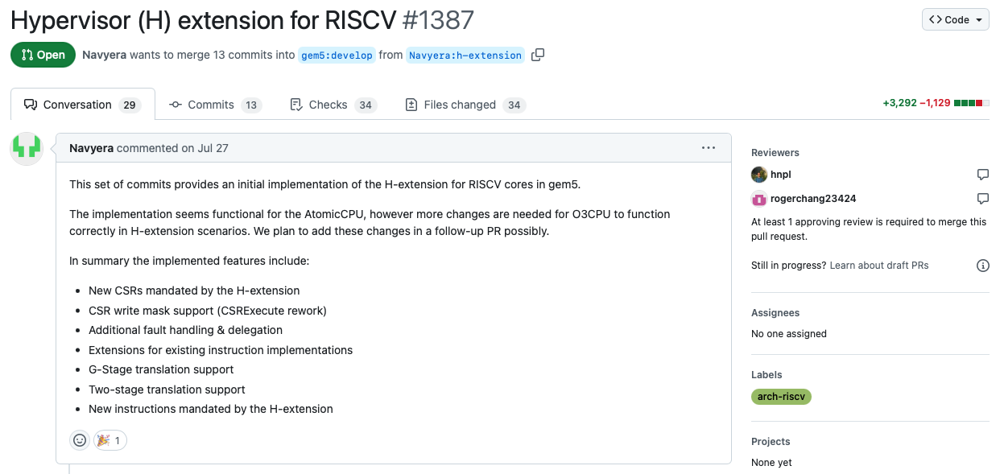 Hypervisor (H) extension for RISCV #1387
<> Code
Open
Navyera wants to merge 13 commits into gem5:develop from Navyera:h-extension
Conversation 29
Commits 13
Checks 34
Files changed 34
+3,292 −1,129
Navyera commented on Jul 27
...
This set of commits provides an initial implementation of the H-extension for RISCV cores in gem5.
The implementation seems functional for the AtomicCPU, however more changes are needed for O3CPU to function
correctly in H-extension scenarios. We plan to add these changes in a follow-up PR possibly.
In summary the implemented features include:
• New CSRs mandated by the H-extension
• CSR write mask support (CSRExecute rework)
• Additional fault handling & delegation
• Extensions for existing instruction implementations
• G-Stage translation support
• Two-stage translation support
• New instructions mandated by the H-extension
🎉 1
Reviewers
hnpl
rogerchang23424
At least 1 approving review is required to merge this
pull request.
Still in progress? Learn about draft PRs
Assignees
No one assigned
Labels
arch-riscv
Projects
None yet